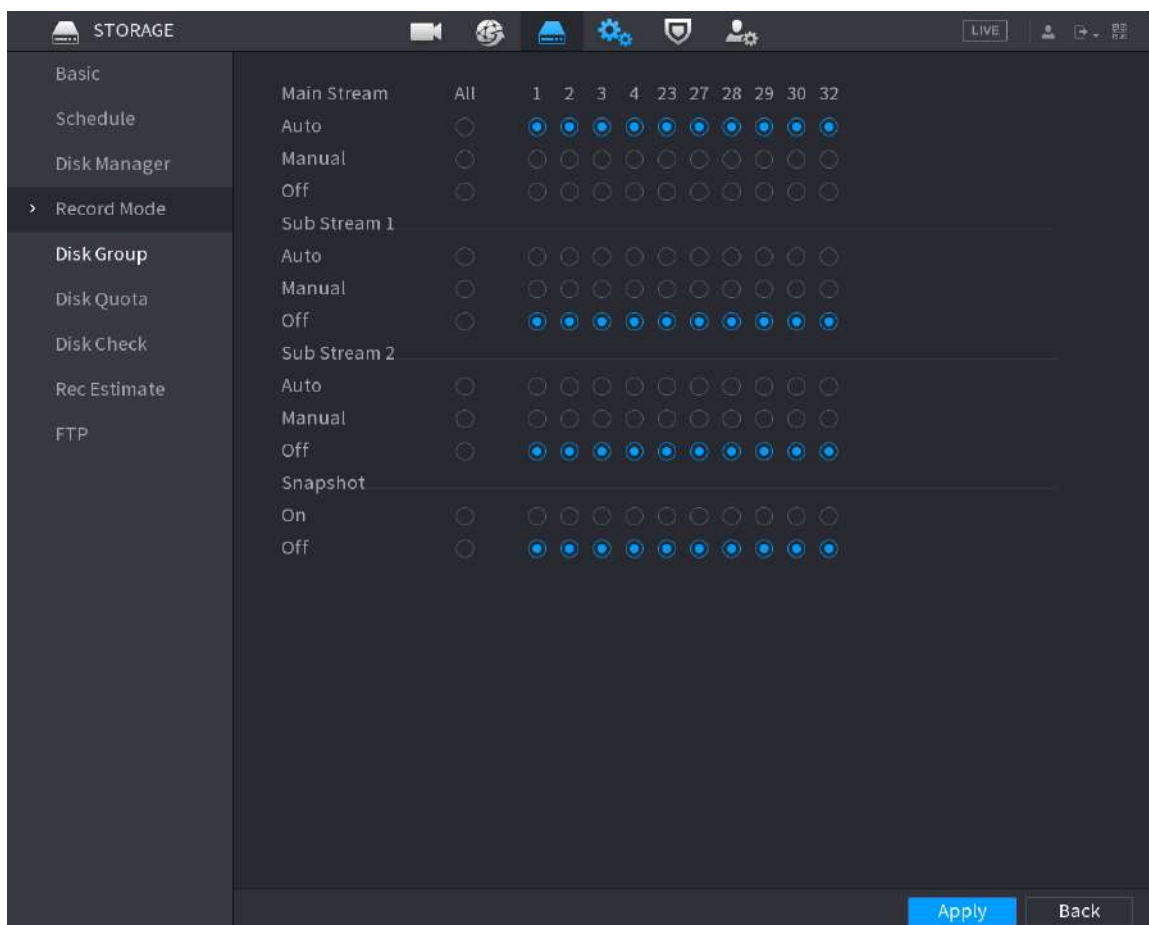 STORAGE
LIVE
Basic
Schedule
Disk Manager
Record Mode
Disk Group
Disk Quota
Disk Check
Rec Estimate
FTP
Main Stream All 1 2 3 4 23 27 28 29 30 32
Auto
Manual
Off
Sub Stream 1
Auto
Manual
Off
Sub Stream 2
Auto
Manual
Off
Snapshot
On
Off
Apply Back